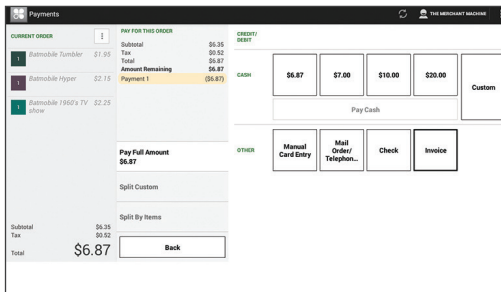 Payments
THE MERCHANT MACHINE
CURRENT ORDER
1 Batmobile Tumbler $1.95
1 Batmobile Hyper $2.15
1 Batmobile 1960's TV show $2.25
Subtotal $6.35
Tax $0.52
Total $6.87
PAY FOR THIS ORDER
Subtotal $6.35
Tax $0.52
Total $6.87
Amount Remaining $6.87
Payment 1 ($6.87)
Pay Full Amount
$6.87
Split Custom
Split By Items
Back
CREDIT/
DEBIT
CASH
$6.87 $7.00 $10.00 $20.00 Custom
Pay Cash
OTHER
Manual Card Entry
Mail Order/ Telephon...
Check
Invoice